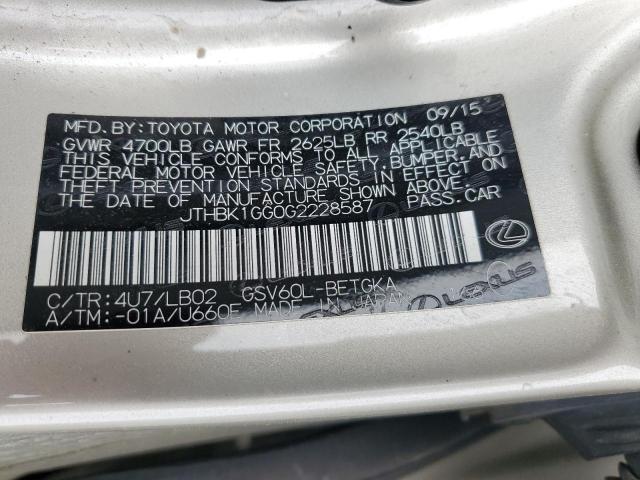 MFD. BY: TOYOTA MOTOR CORPORATION 09/15
GVWR 4700LB GAWR FR 2625LB RR 2540LB
THIS VEHICLE CONFORMS TO ALL APPLICABLE
FEDERAL MOTOR VEHICLE SAFETY, BUMPER, AND
THEFT PREVENTION STANDARDS IN EFFECT ON
THE DATE OF MANUFACTURE SHOWN ABOVE.
JTHBK1GG0G2228587 PASS. CAR
C/TR:4U7/LB02 GSV60L-BETGKA
A/TM:-01A/U660F MADE IN JAPAN
LEXUS